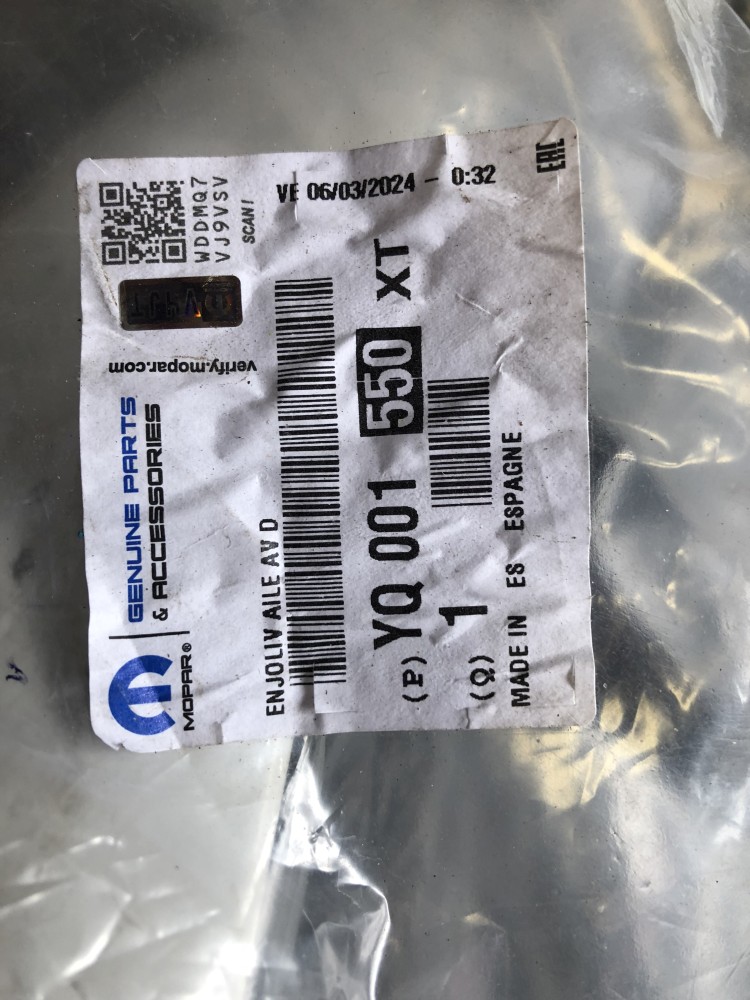 MOPAR®
GENUINE PARTS
& ACCESSORIES
verify.mopar.com
WDDMQ7
VJ9VSV
SCAN!
VE 06/03/2024 - 0:32
ENJOLIV AILE AV D
(P) YQ 001 550 XT
(Q) 1
MADE IN ES ESPAGNE
EAC